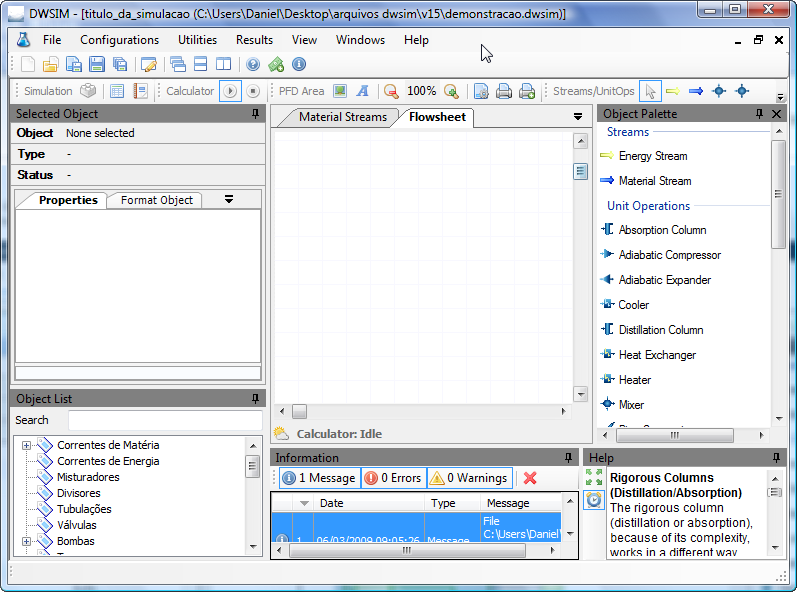 DWSIM - [titulo_da_simulacao (C:\Users\Daniel\Desktop\arquivos dwsim\v15\demonstracao.dwsim)]
File Configurations Utilities Results View Windows Help
Simulation Calculator PFD Area A 100% Streams/UnitOps
Selected Object
Object None selected
Type -
Status -
Properties Format Object
Object List
Search
Correntes de Matéria
Correntes de Energia
Misturadores
Divisores
Tubulações
Válvulas
Bombas
Material Streams Flowsheet
Calculator: Idle
Information
1 Message 0 Errors 0 Warnings
Date Type Message
File
C:\Users\Daniel\
1 06/03/2009 09:05:26 Message
Object Palette
Streams
Energy Stream
Material Stream
Unit Operations
Absorption Column
Adiabatic Compressor
Adiabatic Expander
Cooler
Distillation Column
Heat Exchanger
Heater
Mixer
Help
Rigorous Columns
(Distillation/Absorption)
The rigorous column
(distillation or absorption),
because of its complexity,
works in a different way